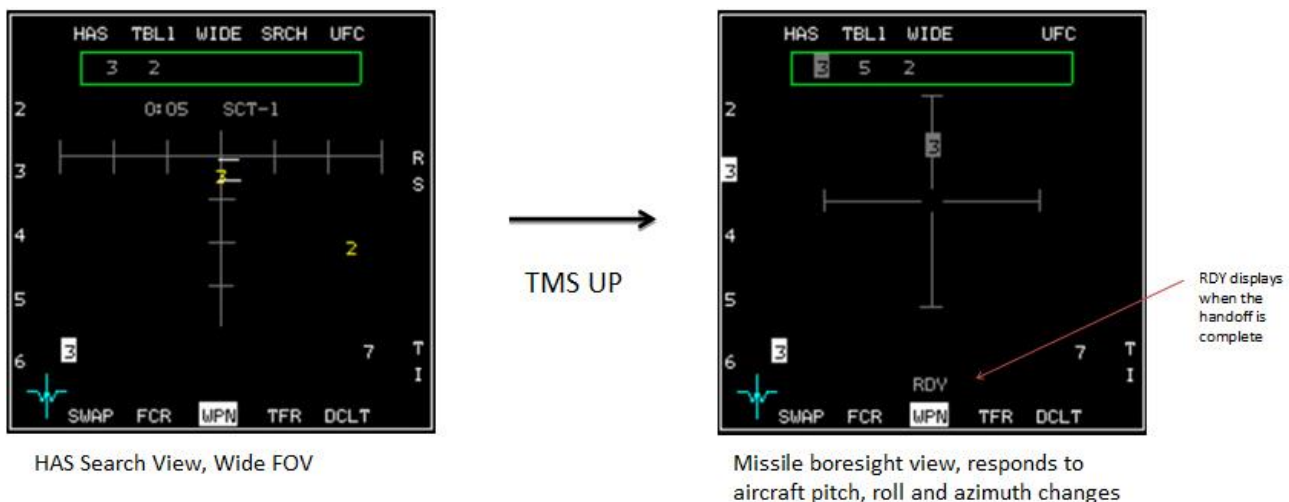 HAS TBL1 WIDE SRCH UFC
3 2
0:05 SCT-1
2
3
4
5
6
R
S
3
2
3
7
T
I
SWAP FCR WPN TFR DCLT
HAS Search View, Wide FOV
TMS UP
HAS TBL1 WIDE UFC
3 5 2
2
3
4
5
6
3
3
7
T
I
RDY
SWAP FCR WPN TFR DCLT
RDY displays
when the
handoff is
complete
Missile boresight view, responds to
aircraft pitch, roll and azimuth changes